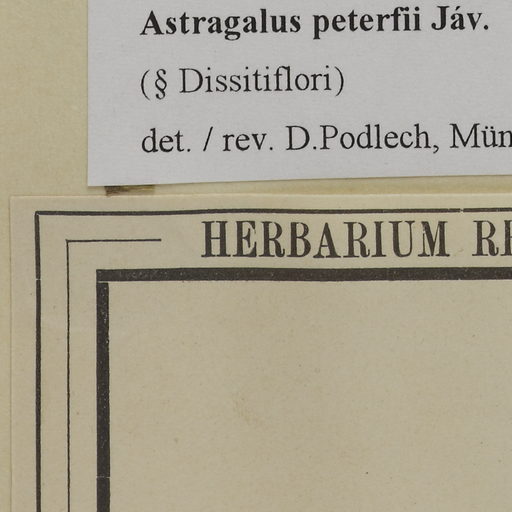 Astragalus peterfii Jáv.
(§ Dissitiflori)
det. / rev. D.Podlech, Mün
HERBARIUM